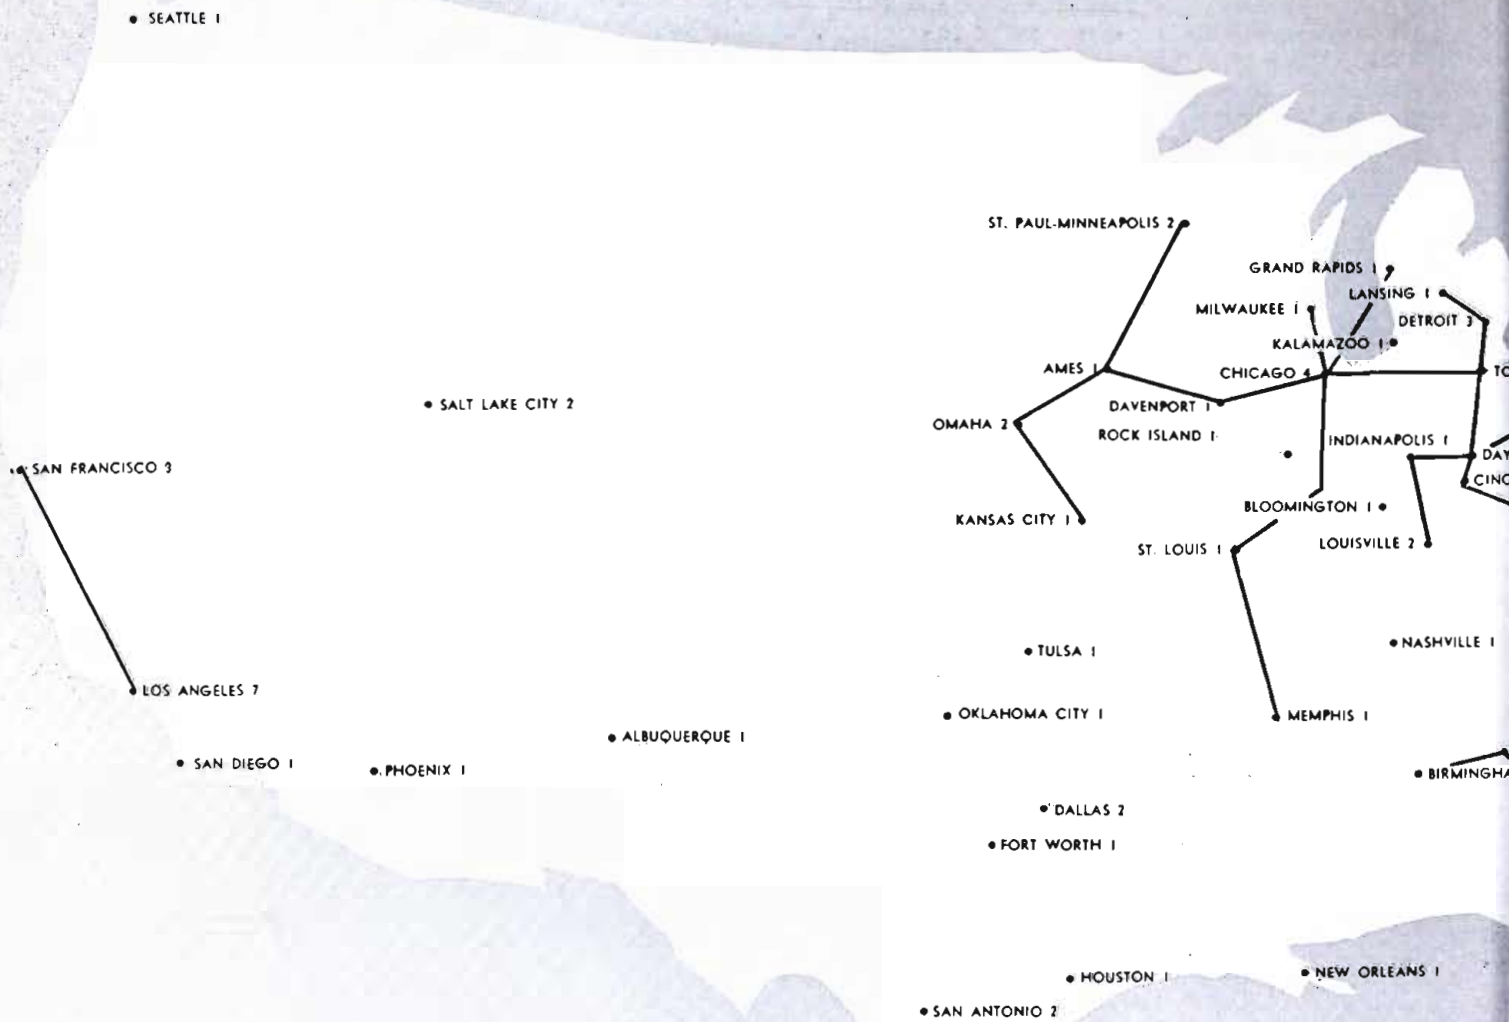 SEATTLE 1
ST. PAUL-MINNEAPOLIS 2
GRAND RAPIDS 1
LANSING 1
MILWAUKEE 1
DETROIT 3
KALAMAZOO 1
AMES 1
CHICAGO 4
TO
SALT LAKE CITY 2
DAVENPORT 1
OMAHA 2
ROCK ISLAND 1
INDIANAPOLIS 1
DAY
SAN FRANCISCO 3
CINC
BLOOMINGTON 1
KANSAS CITY 1
ST. LOUIS 1
LOUISVILLE 2
NASHVILLE 1
TULSA 1
LOS ANGELES 7
OKLAHOMA CITY 1
MEMPHIS 1
ALBUQUERQUE 1
SAN DIEGO 1
PHOENIX 1
BIRMINGHA
DALLAS 2
FORT WORTH 1
NEW ORLEANS 1
HOUSTON 1
SAN ANTONIO 2